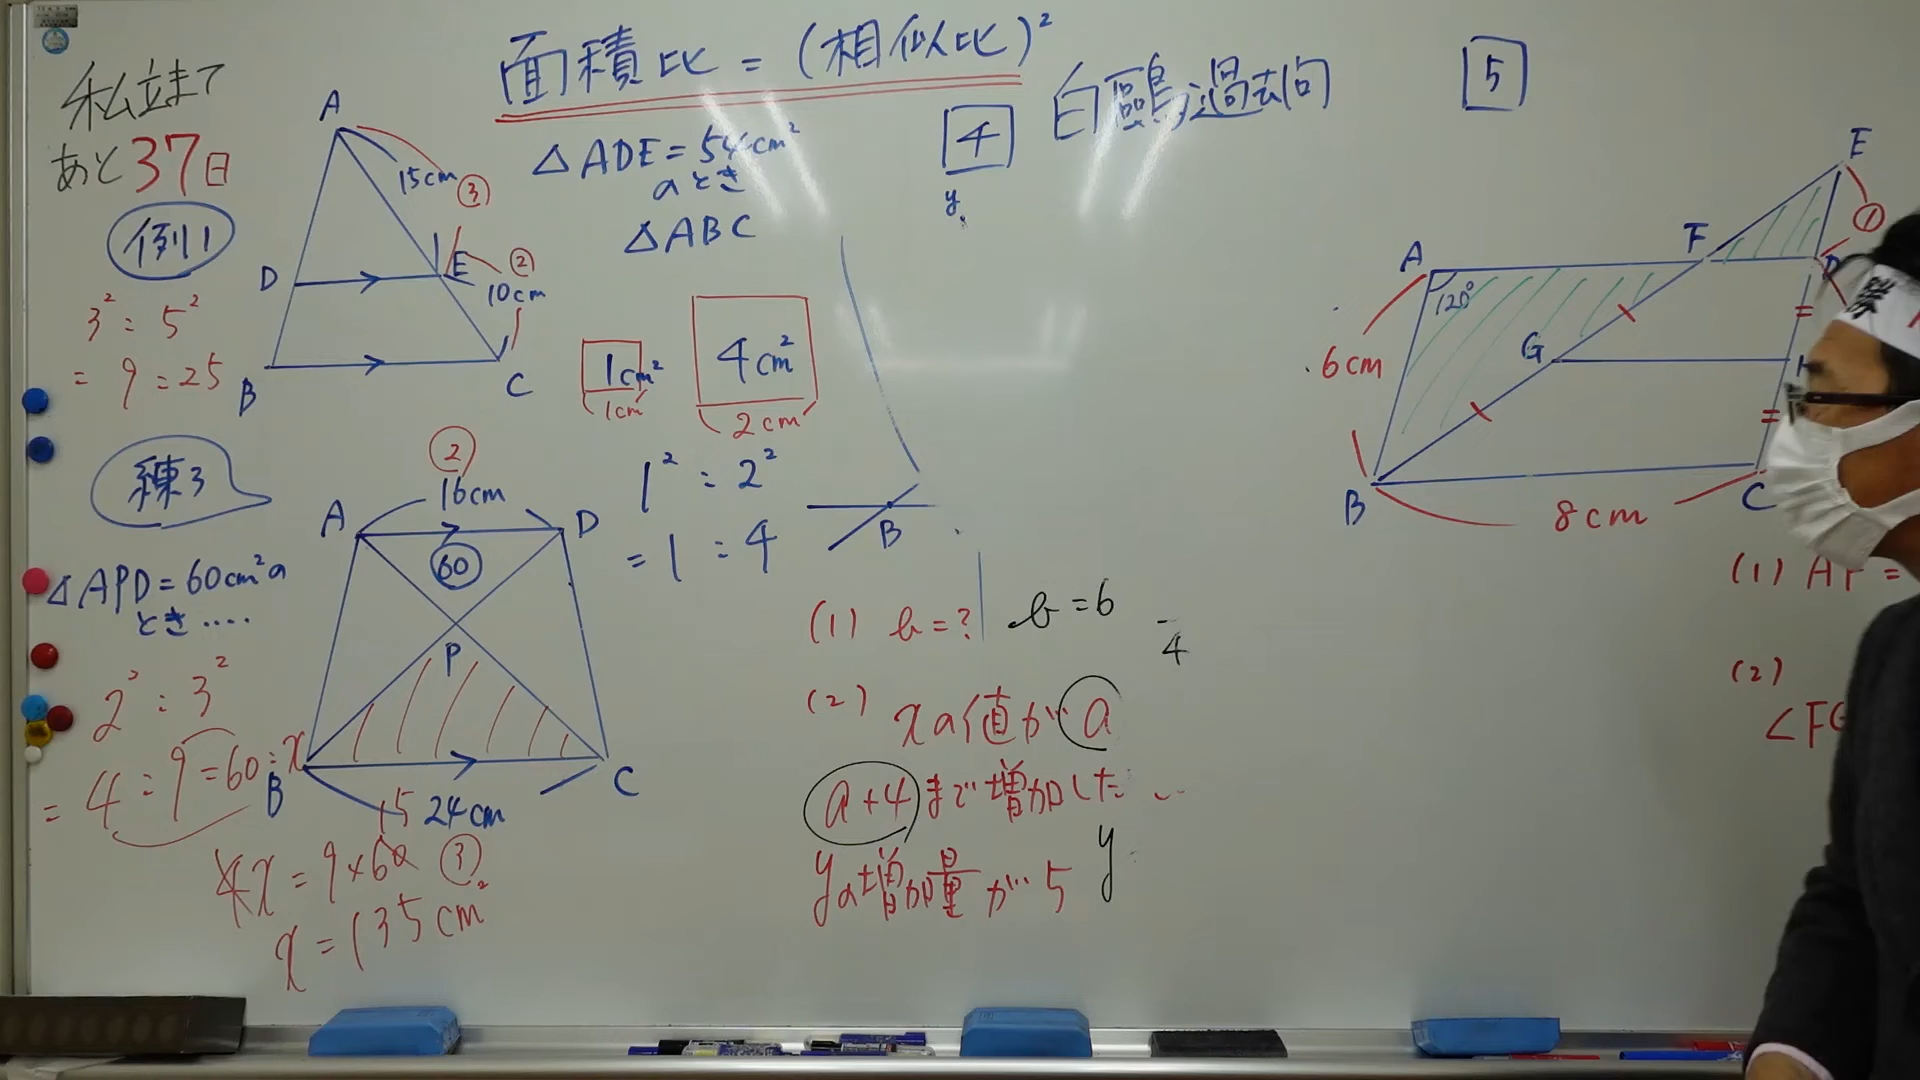 面積比 = (相似比)²
私立まで
あと37日
例1
3² : 5²
= 9 : 25
A
15cm
③
D
E
②
10cm
B
C
△ADE = 54cm²
のとき
△ABC
1cm²
1cm
4cm²
2cm
1² : 2²
= 1 : 4
練3
△APD = 60cm²の
とき....
2² : 3²
= 4 : 9 = 60 : x
4x = 9×60
15
x = 135cm²
②
16cm
A
D
60
P
B
C
24cm
③
4
白鷗過去問
y
B
(1) b = ?
b = 6
4
(2) xの値が a
a+4 まで増加した
yの増加量が 5
y
5
E
①
F
A
120°
6cm
G
B
8cm
C
(1) AF =
(2)
∠FG
勝